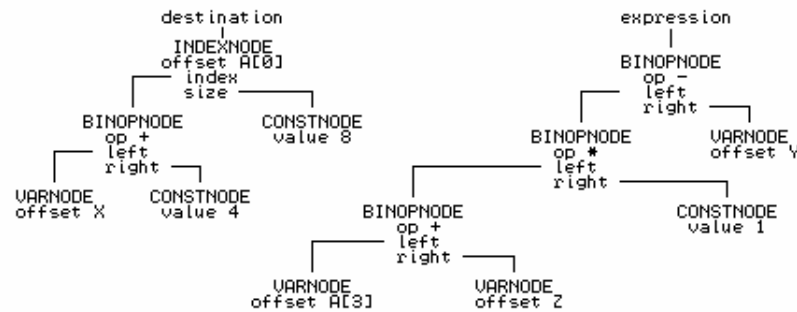 destination
expression
INDEXNODE
offset A[0]
index
size
BINOPNODE
op -
left
right
BINOPNODE
op +
left
right
CONSTNODE
value 8
BINOPNODE
op *
left
right
VARNODE
offset Y
VARNODE
offset X
CONSTNODE
value 4
BINOPNODE
op +
left
right
CONSTNODE
value 1
VARNODE
offset A[3]
VARNODE
offset Z